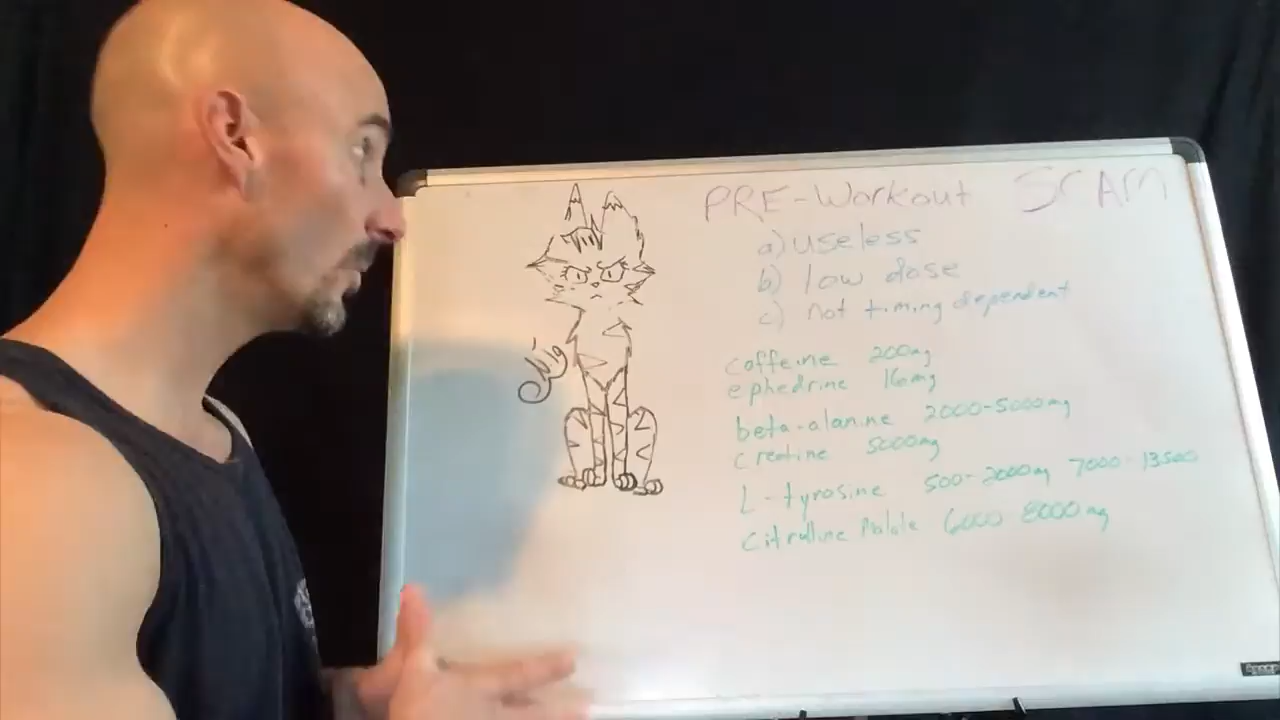 PRE-Workout SCAM
a) useless
b) low dose
c) not timing dependent
caffeine 200mg
ephedrine 16mg
beta-alanine 2000-5000mg
creatine 5000mg
L-tyrosine 500-2000mg 7000-13500
Citrulline Malate 6000 8000mg